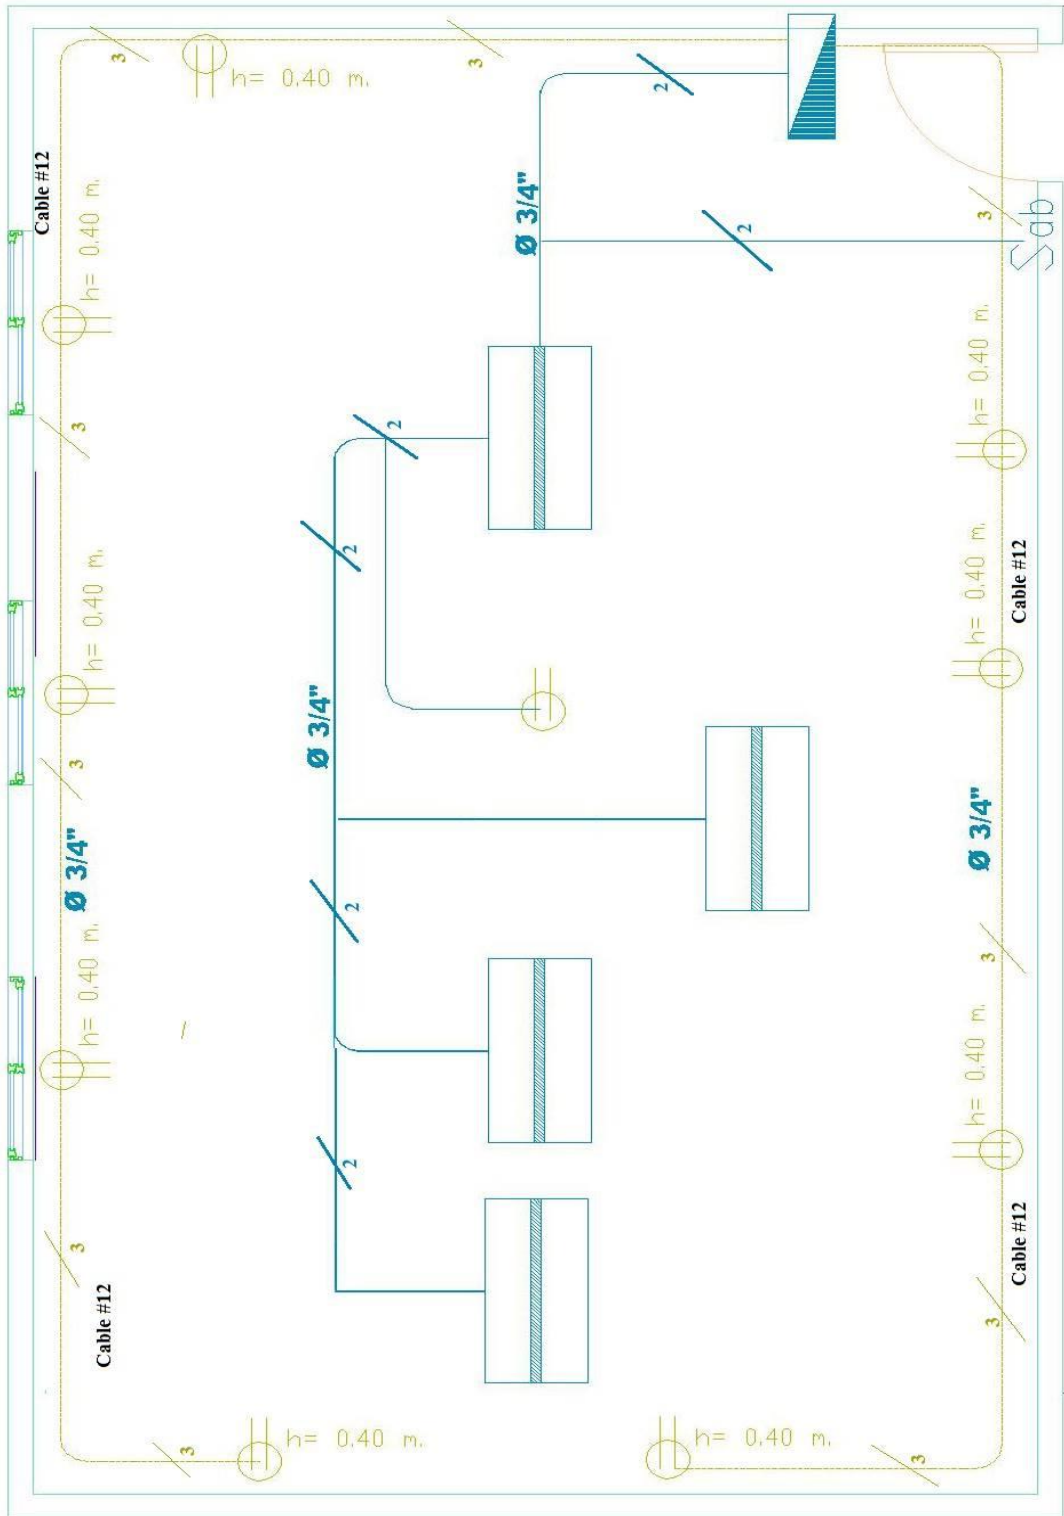 3
h= 0.40 m.
3
2
Cable #12
h= 0.40 m.
Ø 3/4"
2
3
Sab
3
2
h= 0.40 m.
2
h= 0.40 m.
h= 0.40 m.
Cable #12
Ø 3/4"
3
Ø 3/4"
Ø 3/4"
h= 0.40 m.
2
3
h= 0.40 m.
2
3
Cable #12
Cable #12
3
h= 0.40 m.
h= 0.40 m.
3
3